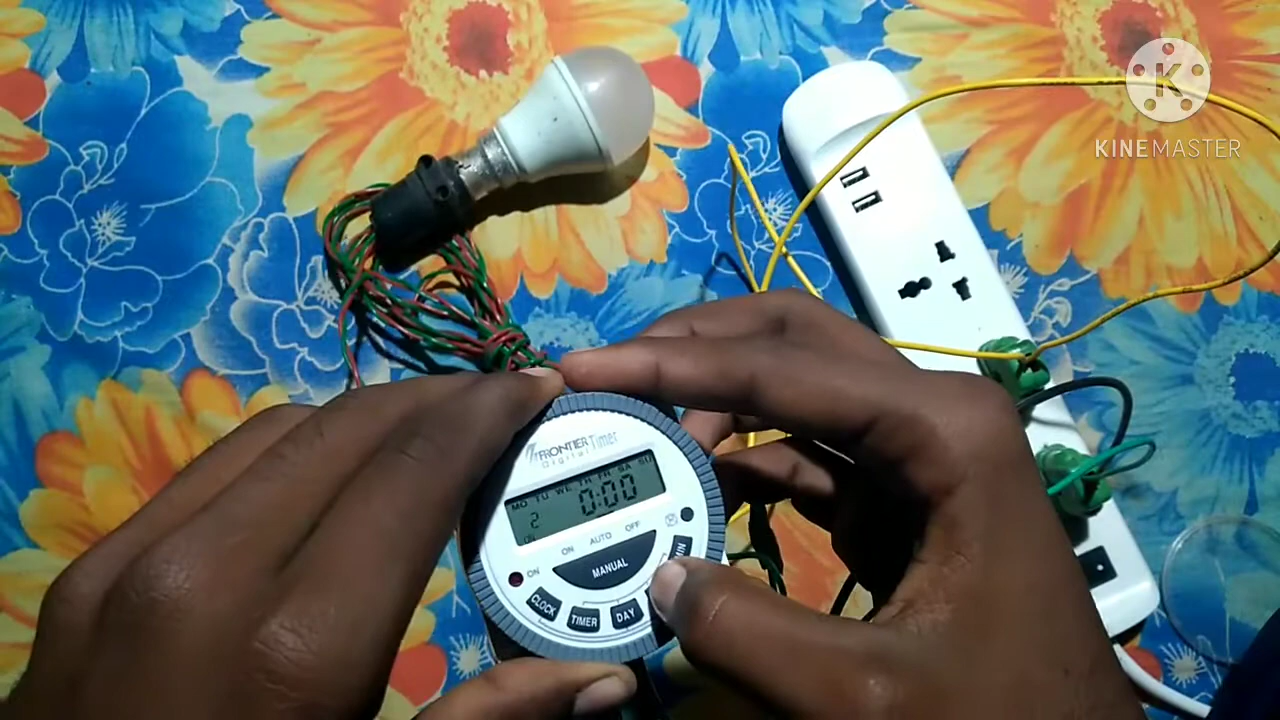 K
KINEMASTER
FRONTIER Timer
Digital
MO TU WE TH FR SA SU
2 0:00
ON
ON AUTO OFF
MANUAL
ON
CLOCK TIMER DAY